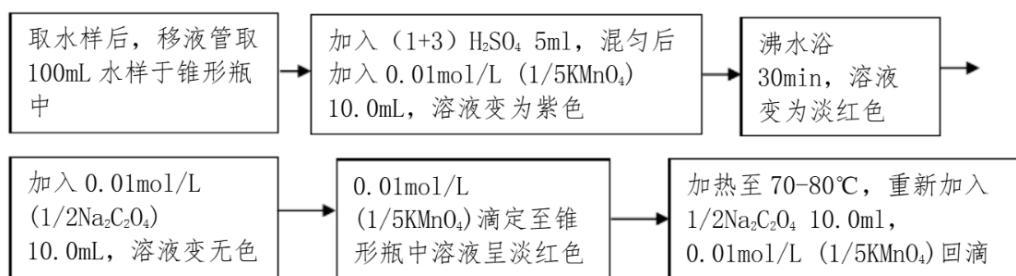 取水样后，移液管取
100mL 水样于锥形瓶
中
加入（1+3）H₂SO₄ 5ml，混匀后
加入 0.01mol/L (1/5KMnO₄)
10.0mL，溶液变为紫色
沸水浴
30min，溶液
变为淡红色
加入 0.01mol/L
(1/2Na₂C₂O₄)
10.0mL，溶液变无色
0.01mol/L
(1/5KMnO₄)滴定至锥
形瓶中溶液呈淡红色
加热至 70-80℃，重新加入
1/2Na₂C₂O₄ 10.0ml，
0.01mol/L (1/5KMnO₄)回滴